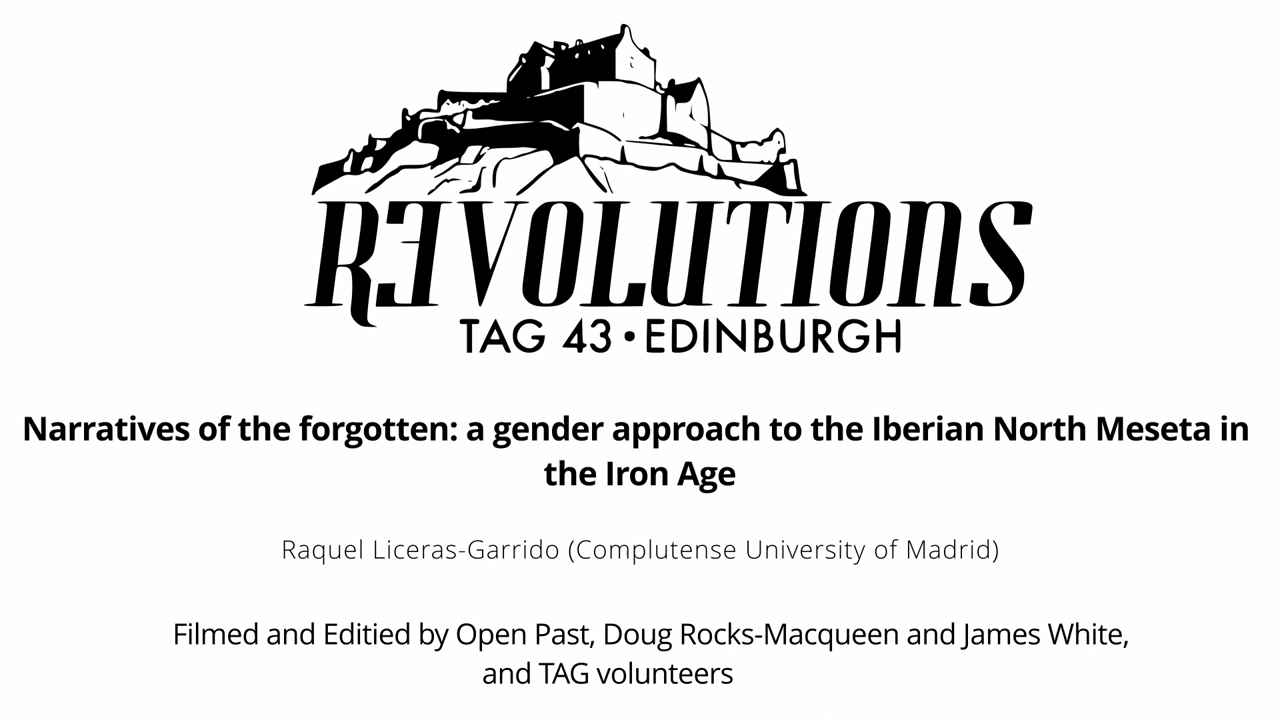 REVOLUTIONS
TAG 43 • EDINBURGH
Narratives of the forgotten: a gender approach to the Iberian North Meseta in
the Iron Age
Raquel Liceras-Garrido (Complutense University of Madrid)
Filmed and Editied by Open Past, Doug Rocks-Macqueen and James White,
and TAG volunteers